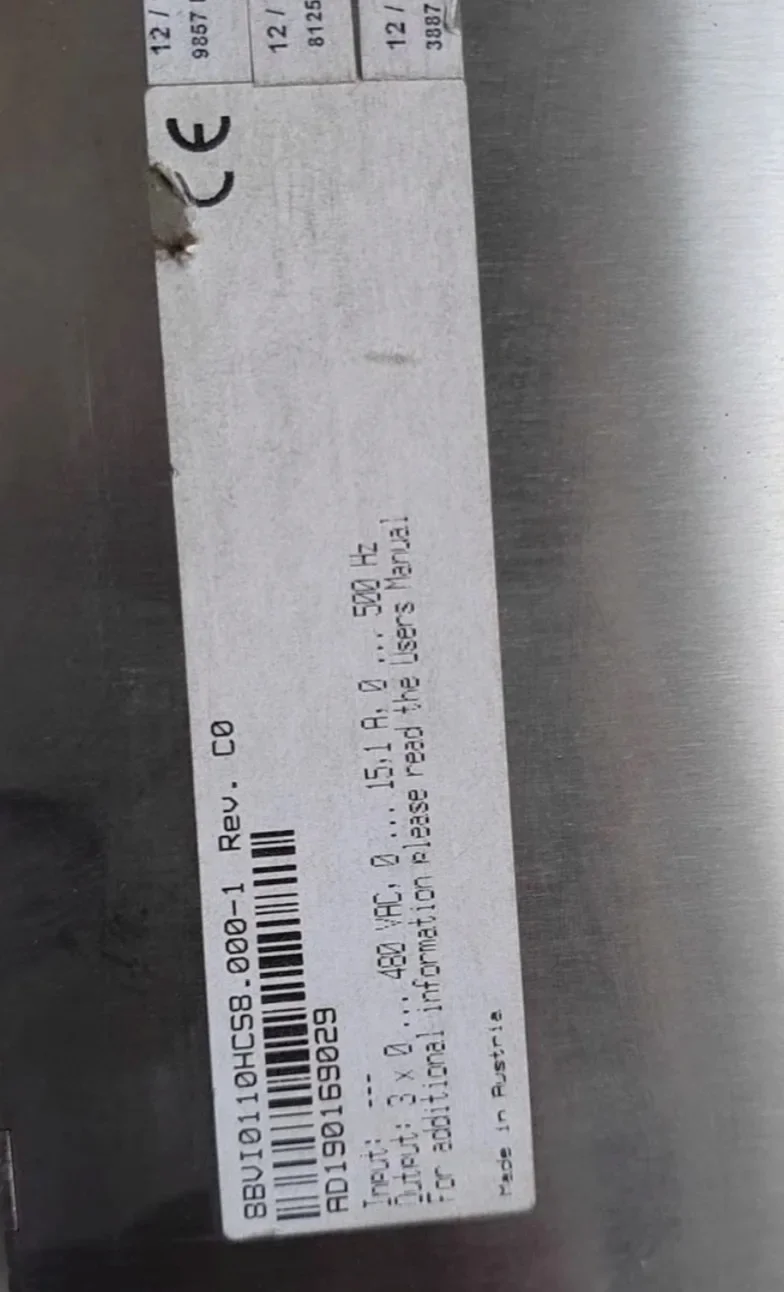 12 /
9857
12 /
8125
12 /
3887
CE
8BVI0110HCS8.000-1 Rev. C0
AD190169029
Input: ---
Output: 3 x 0 ... 480 VAC, 0 ... 15,1 A, 0 ... 500 Hz
For additional information please read the Users Manual
Made in Austria